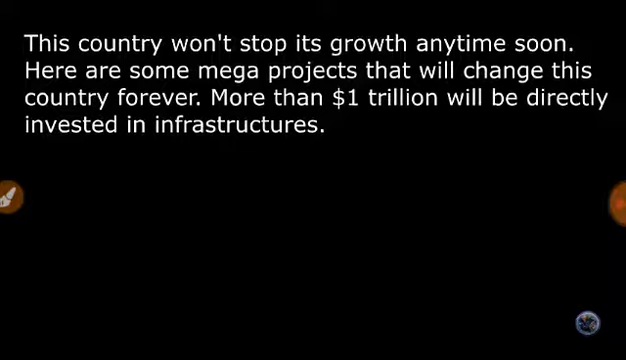 This country won't stop its growth anytime soon.
Here are some mega projects that will change this
country forever. More than $1 trillion will be directly
invested in infrastructures.